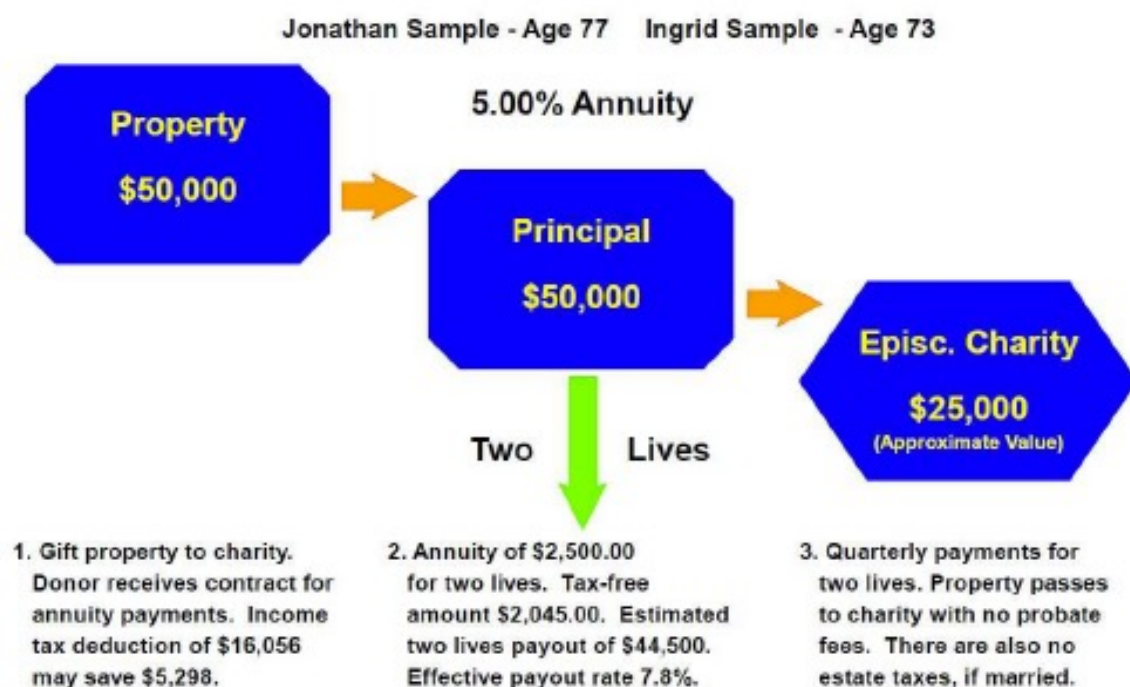 Jonathan Sample - Age 77    Ingrid Sample - Age 73
5.00% Annuity
Property
$50,000
Principal
$50,000
Episc. Charity
$25,000
(Approximate Value)
Two Lives
1. Gift property to charity.
Donor receives contract for
annuity payments. Income
tax deduction of $16,056
may save $5,298.
2. Annuity of $2,500.00
for two lives. Tax-free
amount $2,045.00. Estimated
two lives payout of $44,500.
Effective payout rate 7.8%.
3. Quarterly payments for
two lives. Property passes
to charity with no probate
fees. There are also no
estate taxes, if married.